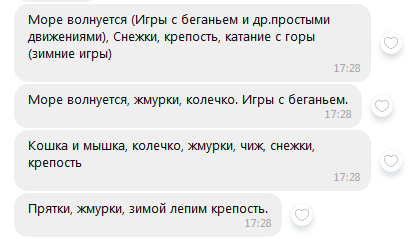 Море волнуется (Игры с беганьем и др.простыми
движениями), Снежки, крепость, катание с горы
(зимние игры)
17:28
Море волнуется, жмурки, колечко. Игры с беганьем.
17:28
Кошка и мышка, колечко, жмурки, чиж, снежки,
крепость
17:28
Прятки, жмурки, зимой лепим крепость.
17:28